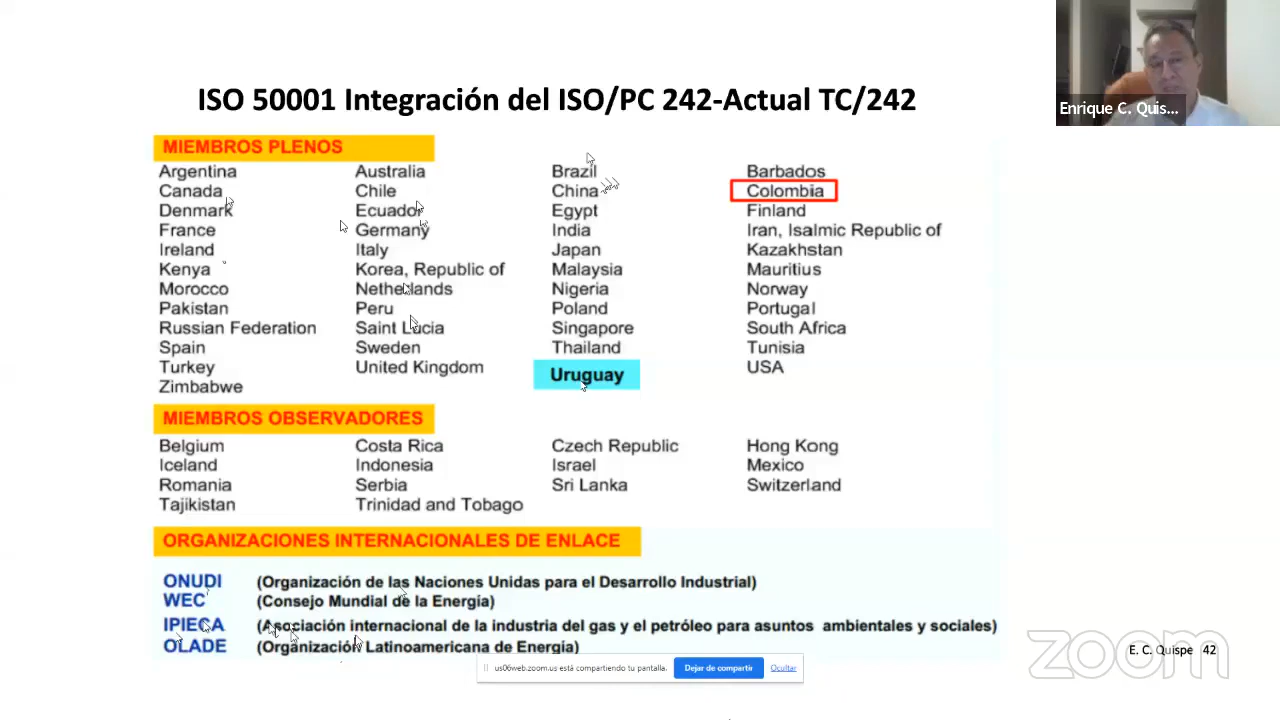 ISO 50001 Integración del ISO/PC 242-Actual TC/242
Enrique C. Quis...
MIEMBROS PLENOS
Argentina Australia Brazil Barbados
Canada Chile China Colombia
Denmark Ecuador Egypt Finland
France Germany India Iran, Isalmic Republic of
Ireland Italy Japan Kazakhstan
Kenya Korea, Republic of Malaysia Mauritius
Morocco Netherlands Nigeria Norway
Pakistan Peru Poland Portugal
Russian Federation Saint Lucia Singapore South Africa
Spain Sweden Thailand Tunisia
Turkey United Kingdom Uruguay USA
Zimbabwe
MIEMBROS OBSERVADORES
Belgium Costa Rica Czech Republic Hong Kong
Iceland Indonesia Israel Mexico
Romania Serbia Sri Lanka Switzerland
Tajikistan Trinidad and Tobago
ORGANIZACIONES INTERNACIONALES DE ENLACE
ONUDI (Organización de las Naciones Unidas para el Desarrollo Industrial)
WEC (Consejo Mundial de la Energía)
IPIECA (Asociación internacional de la industria del gas y el petróleo para asuntos ambientales y sociales)
OLADE (Organización Latinoamericana de Energía)
E. C. Quispe 42
zoom
us06web.zoom.us está compartiendo tu pantalla. Dejar de compartir Ocultar